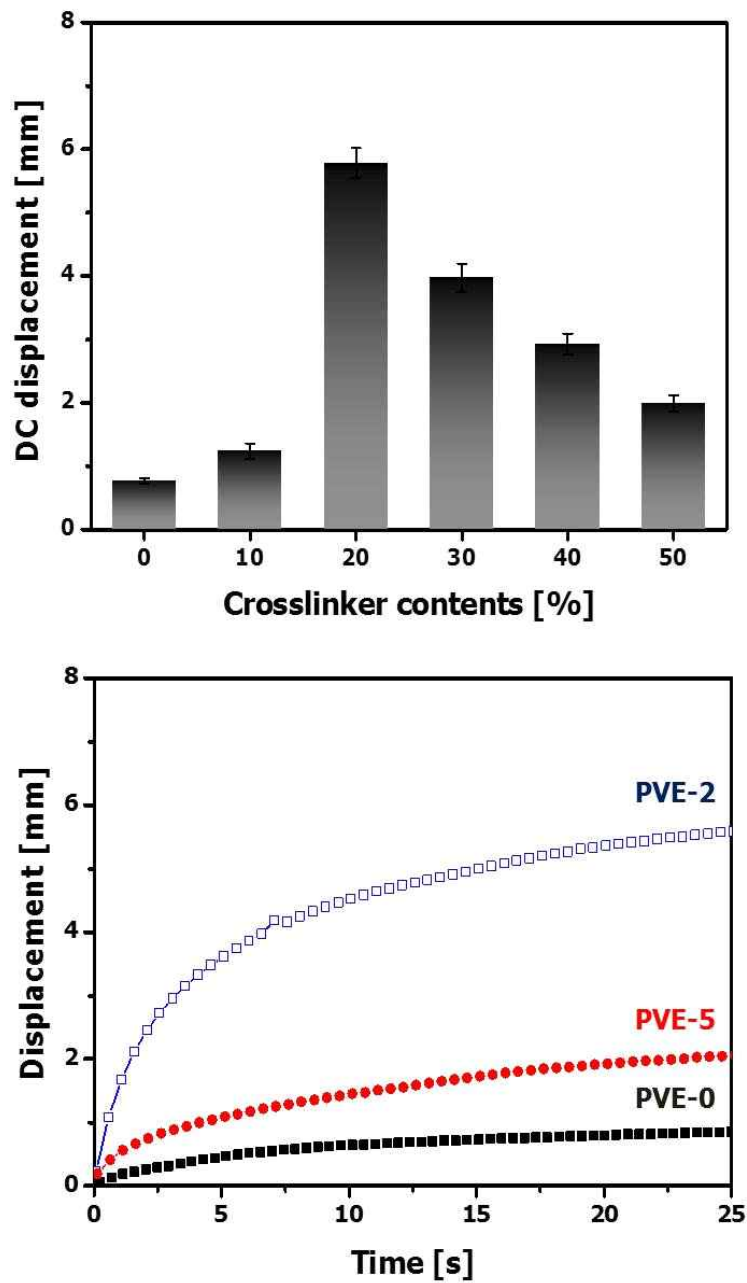 8
6
4
2
0
DC displacement [mm]
0 10 20 30 40 50
Crosslinker contents [%]
8
6
4
2
0
Displacement [mm]
PVE-2
PVE-5
PVE-0
0 5 10 15 20 25
Time [s]